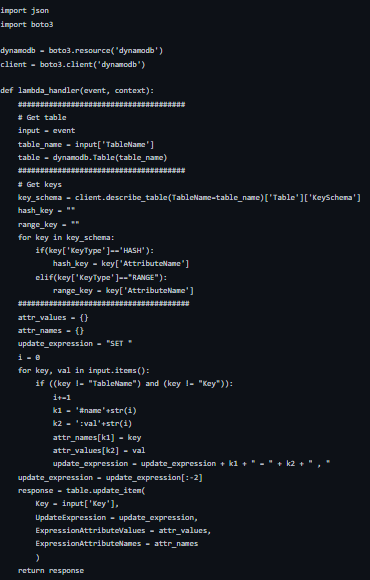 import json
import boto3
dynamodb = boto3.resource('dynamodb')
client = boto3.client('dynamodb')
def lambda_handler(event, context):
    #######################################
    # Get table
    input = event
    table_name = input['TableName']
    table = dynamodb.Table(table_name)
    #######################################
    # Get keys
    key_schema = client.describe_table(TableName=table_name)['Table']['KeySchema']
    hash_key = ""
    range_key = ""
    for key in key_schema:
        if(key['KeyType']=='HASH'):
            hash_key = key['AttributeName']
        elif(key['KeyType']=="RANGE"):
            range_key = key['AttributeName']
    ########################################
    attr_values = {}
    attr_names = {}
    update_expression = "SET "
    i = 0
    for key, val in input.items():
        if ((key != "TableName") and (key != "Key")):
            i+=1
            k1 = '#name'+str(i)
            k2 = ':val'+str(i)
            attr_names[k1] = key
            attr_values[k2] = val
            update_expression = update_expression + k1 + " = " + k2 + " , "
    update_expression = update_expression[:-2]
    response = table.update_item(
        Key = input['Key'],
        UpdateExpression = update_expression,
        ExpressionAttributeValues = attr_values,
        ExpressionAttributeNames = attr_names
        )
    return response